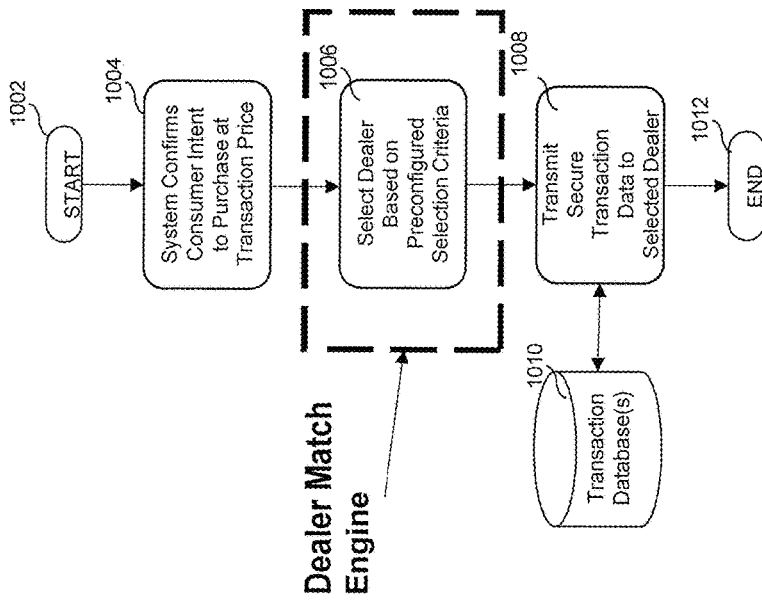 1002
START
1004
System Confirms
Consumer Intent
to Purchase at
Transaction Price
Dealer Match
Engine
1006
Select Dealer
Based on
Preconfigured
Selection Criteria
1008
Transmit
Secure
Transaction
Data to
Selected Dealer
1010
Transaction
Database(s)
1012
END